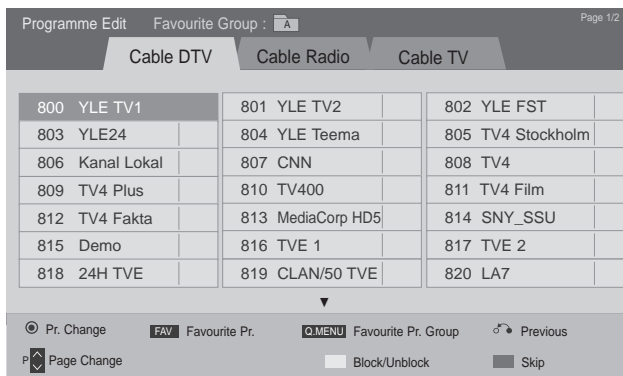 Programme Edit Favourite Group : A Page 1/2
Cable DTV Cable Radio Cable TV
800 YLE TV1 801 YLE TV2 802 YLE FST
803 YLE24 804 YLE Teema 805 TV4 Stockholm
806 Kanal Lokal 807 CNN 808 TV4
809 TV4 Plus 810 TV400 811 TV4 Film
812 TV4 Fakta 813 MediaCorp HD5 814 SNY_SSU
815 Demo 816 TVE 1 817 TVE 2
818 24H TVE 819 CLAN/50 TVE 820 LA7
Pr. Change FAV Favourite Pr. Q.MENU Favourite Pr. Group Previous
P Page Change Block/Unblock Skip